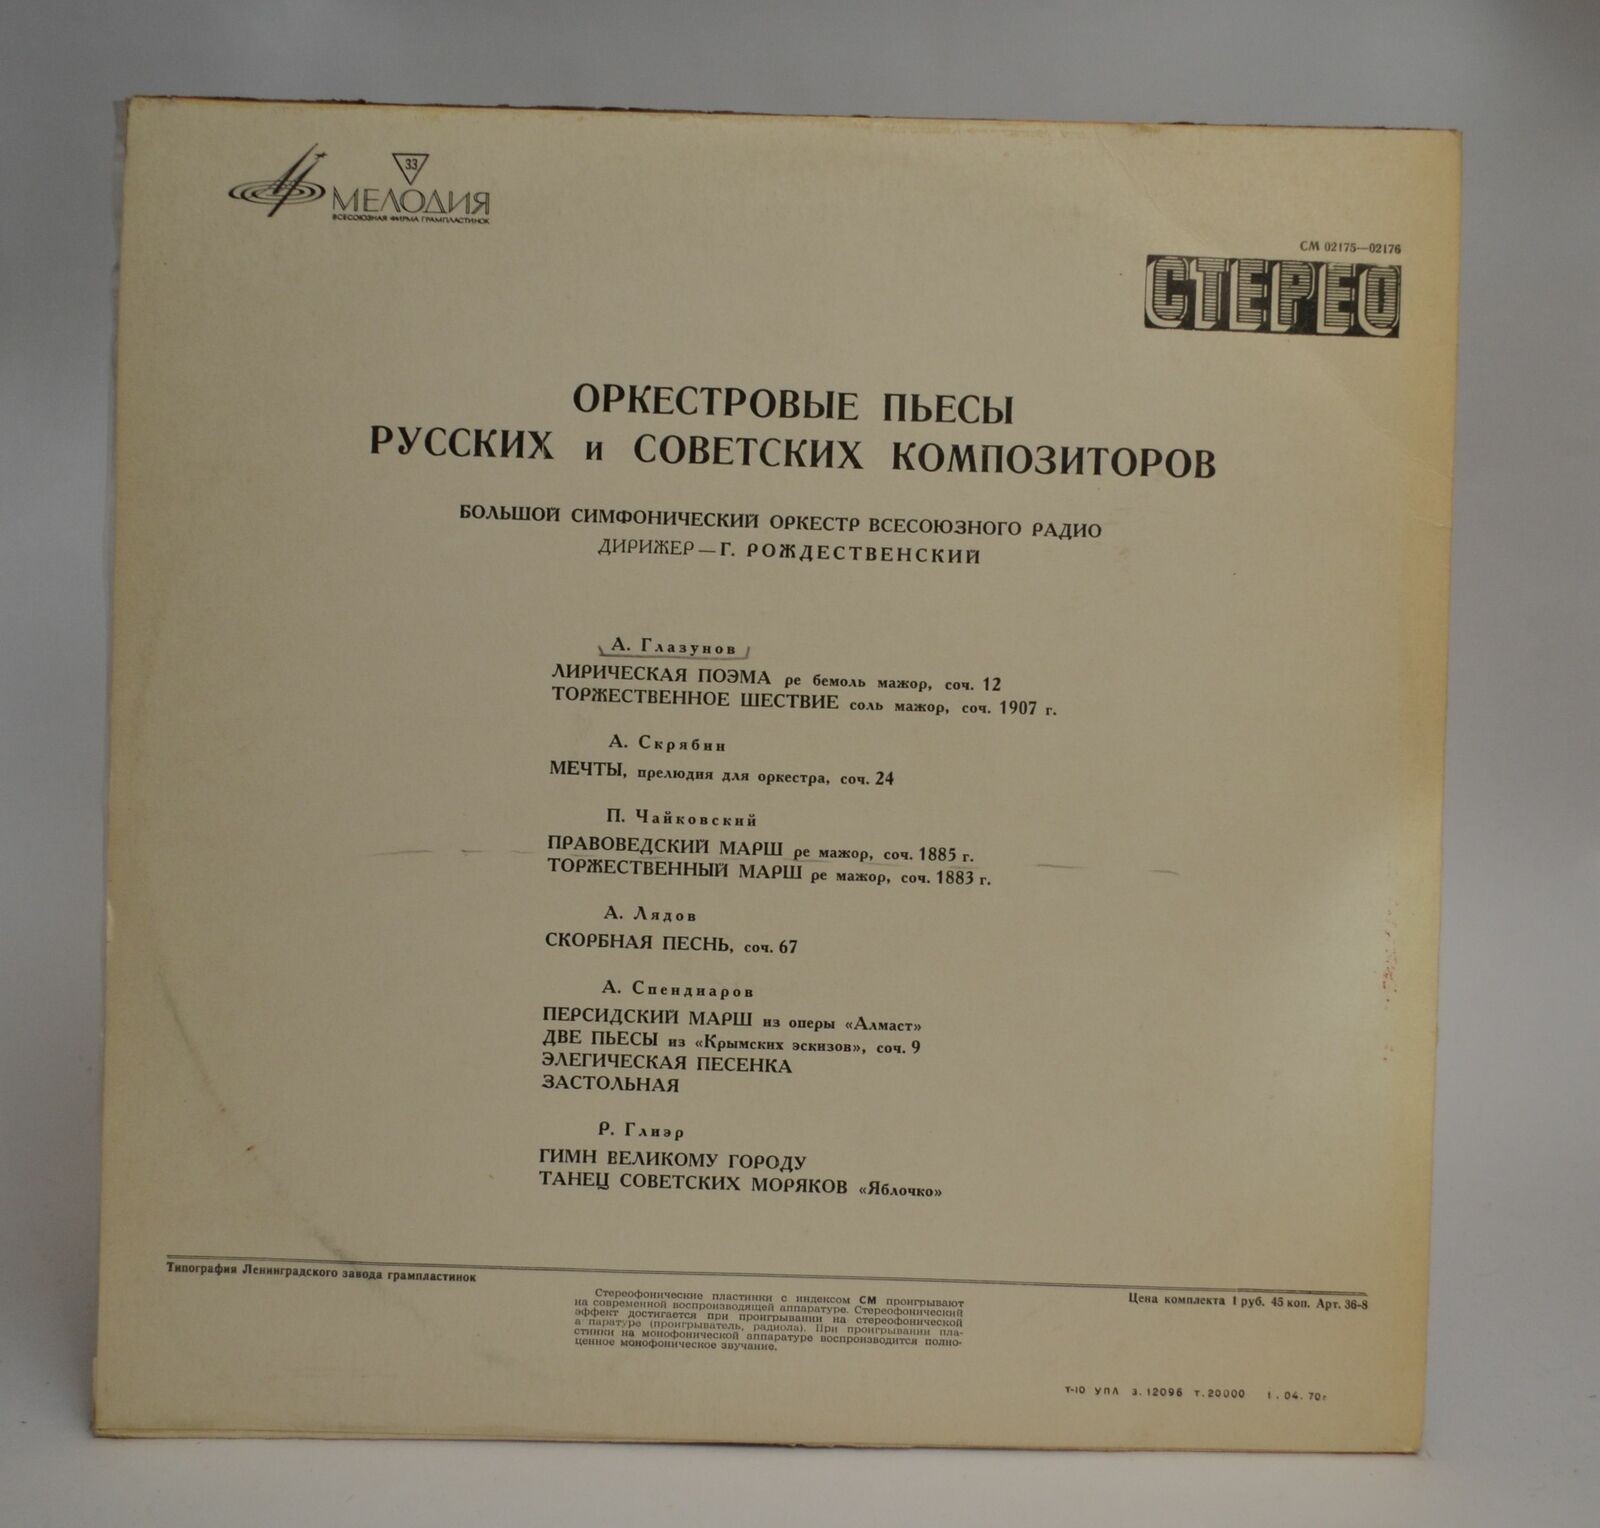 33
МЕЛОДИЯ
ВСЕСОЮЗНАЯ ФИРМА ГРАМПЛАСТИНОК
СМ 02175—02176
СТЕРЕО
ОРКЕСТРОВЫЕ ПЬЕСЫ
РУССКИХ и СОВЕТСКИХ КОМПОЗИТОРОВ
БОЛЬШОЙ СИМФОНИЧЕСКИЙ ОРКЕСТР ВСЕСОЮЗНОГО РАДИО
ДИРИЖЕР — Г. РОЖДЕСТВЕНСКИЙ
А. Глазунов
ЛИРИЧЕСКАЯ ПОЭМА ре бемоль мажор, соч. 12
ТОРЖЕСТВЕННОЕ ШЕСТВИЕ соль мажор, соч. 1907 г.
А. Скрябин
МЕЧТЫ, прелюдия для оркестра, соч. 24
П. Чайковский
ПРАВОВЕДСКИЙ МАРШ ре мажор, соч. 1885 г.
ТОРЖЕСТВЕННЫЙ МАРШ ре мажор, соч. 1883 г.
А. Лядов
СКОРБНАЯ ПЕСНЬ, соч. 67
А. Спендиаров
ПЕРСИДСКИЙ МАРШ из оперы «Алмаст»
ДВЕ ПЬЕСЫ из «Крымских эскизов», соч. 9
ЭЛЕГИЧЕСКАЯ ПЕСЕНКА
ЗАСТОЛЬНАЯ
Р. Глиэр
ГИМН ВЕЛИКОМУ ГОРОДУ
ТАНЕЦ СОВЕТСКИХ МОРЯКОВ «Яблочко»
Типография Ленинградского завода грампластинок
Стереофонические пластинки с индексом СМ проигрывают
на современной воспроизводящей аппаратуре. Стереофонический
эффект достигается при проигрывании на стереофонической
а паратуре (проигрыватель, радиола). При проигрывании пла-
стинки на монофонической аппаратуре воспроизводится полно-
ценное монофоническое звучание.
Цена комплекта 1 руб. 45 коп. Арт. 36-8
Т-10 УПЛ З. 12096 Т. 20000 1. 04. 70г